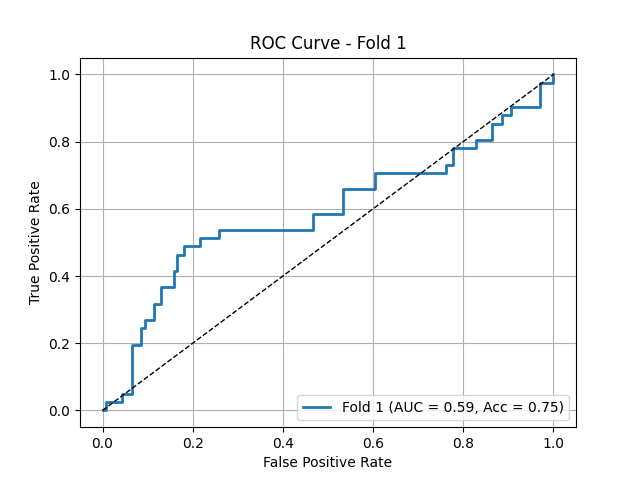 ROC Curve - Fold 1
1.0
0.8
0.6
0.4
0.2
0.0
True Positive Rate
Fold 1 (AUC = 0.59, Acc = 0.75)
0.0 0.2 0.4 0.6 0.8 1.0
False Positive Rate